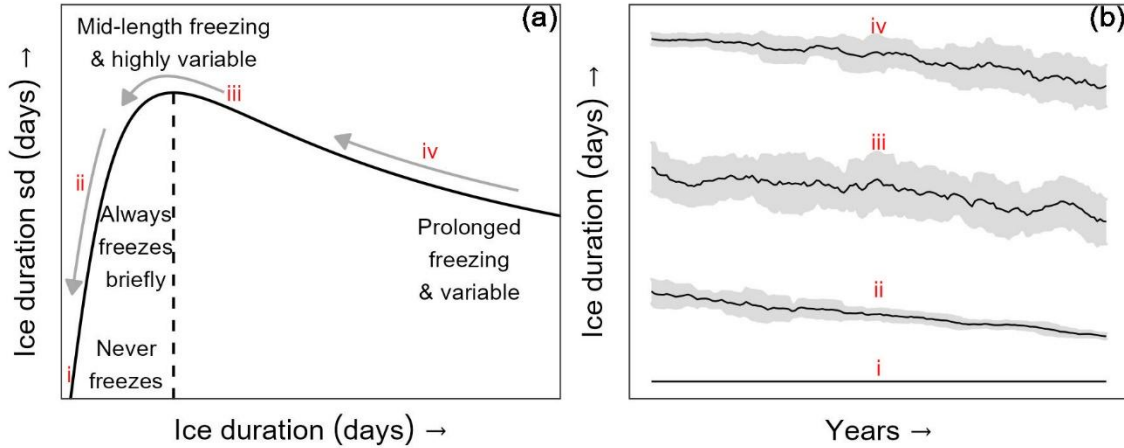 (a)
Mid-length freezing
& highly variable
iii
iv
ii
Always
freezes
briefly
Prolonged
freezing
& variable
Never
freezes
i
Ice duration sd (days) →
Ice duration (days) →
(b)
iv
iii
ii
i
Ice duration (days) →
Years →